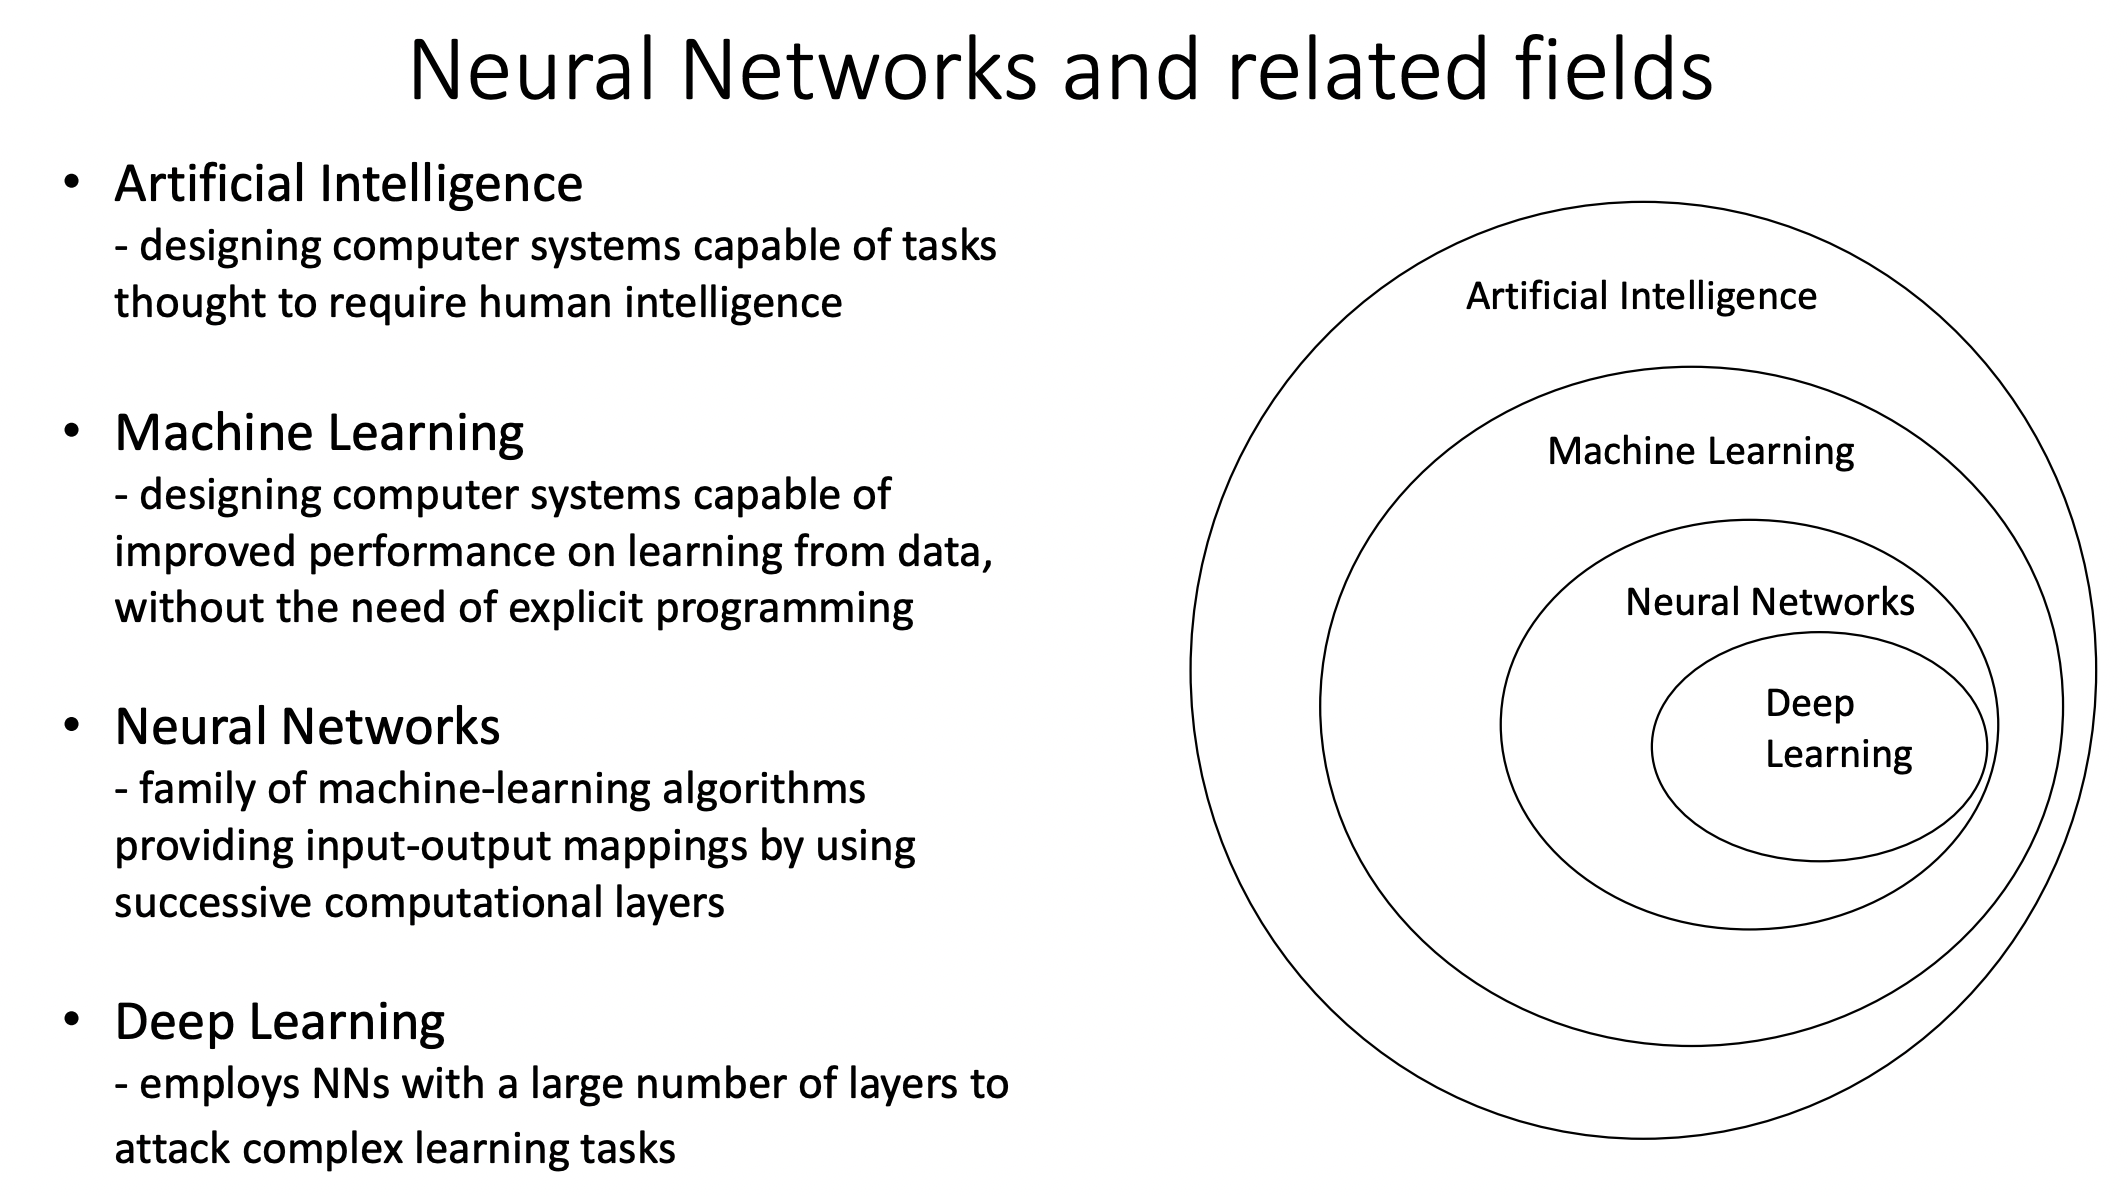 Neural Networks and related fields
• Artificial Intelligence
- designing computer systems capable of tasks
thought to require human intelligence
• Machine Learning
- designing computer systems capable of
improved performance on learning from data,
without the need of explicit programming
• Neural Networks
- family of machine-learning algorithms
providing input-output mappings by using
successive computational layers
• Deep Learning
- employs NNs with a large number of layers to
attack complex learning tasks
Artificial Intelligence
Machine Learning
Neural Networks
Deep
Learning